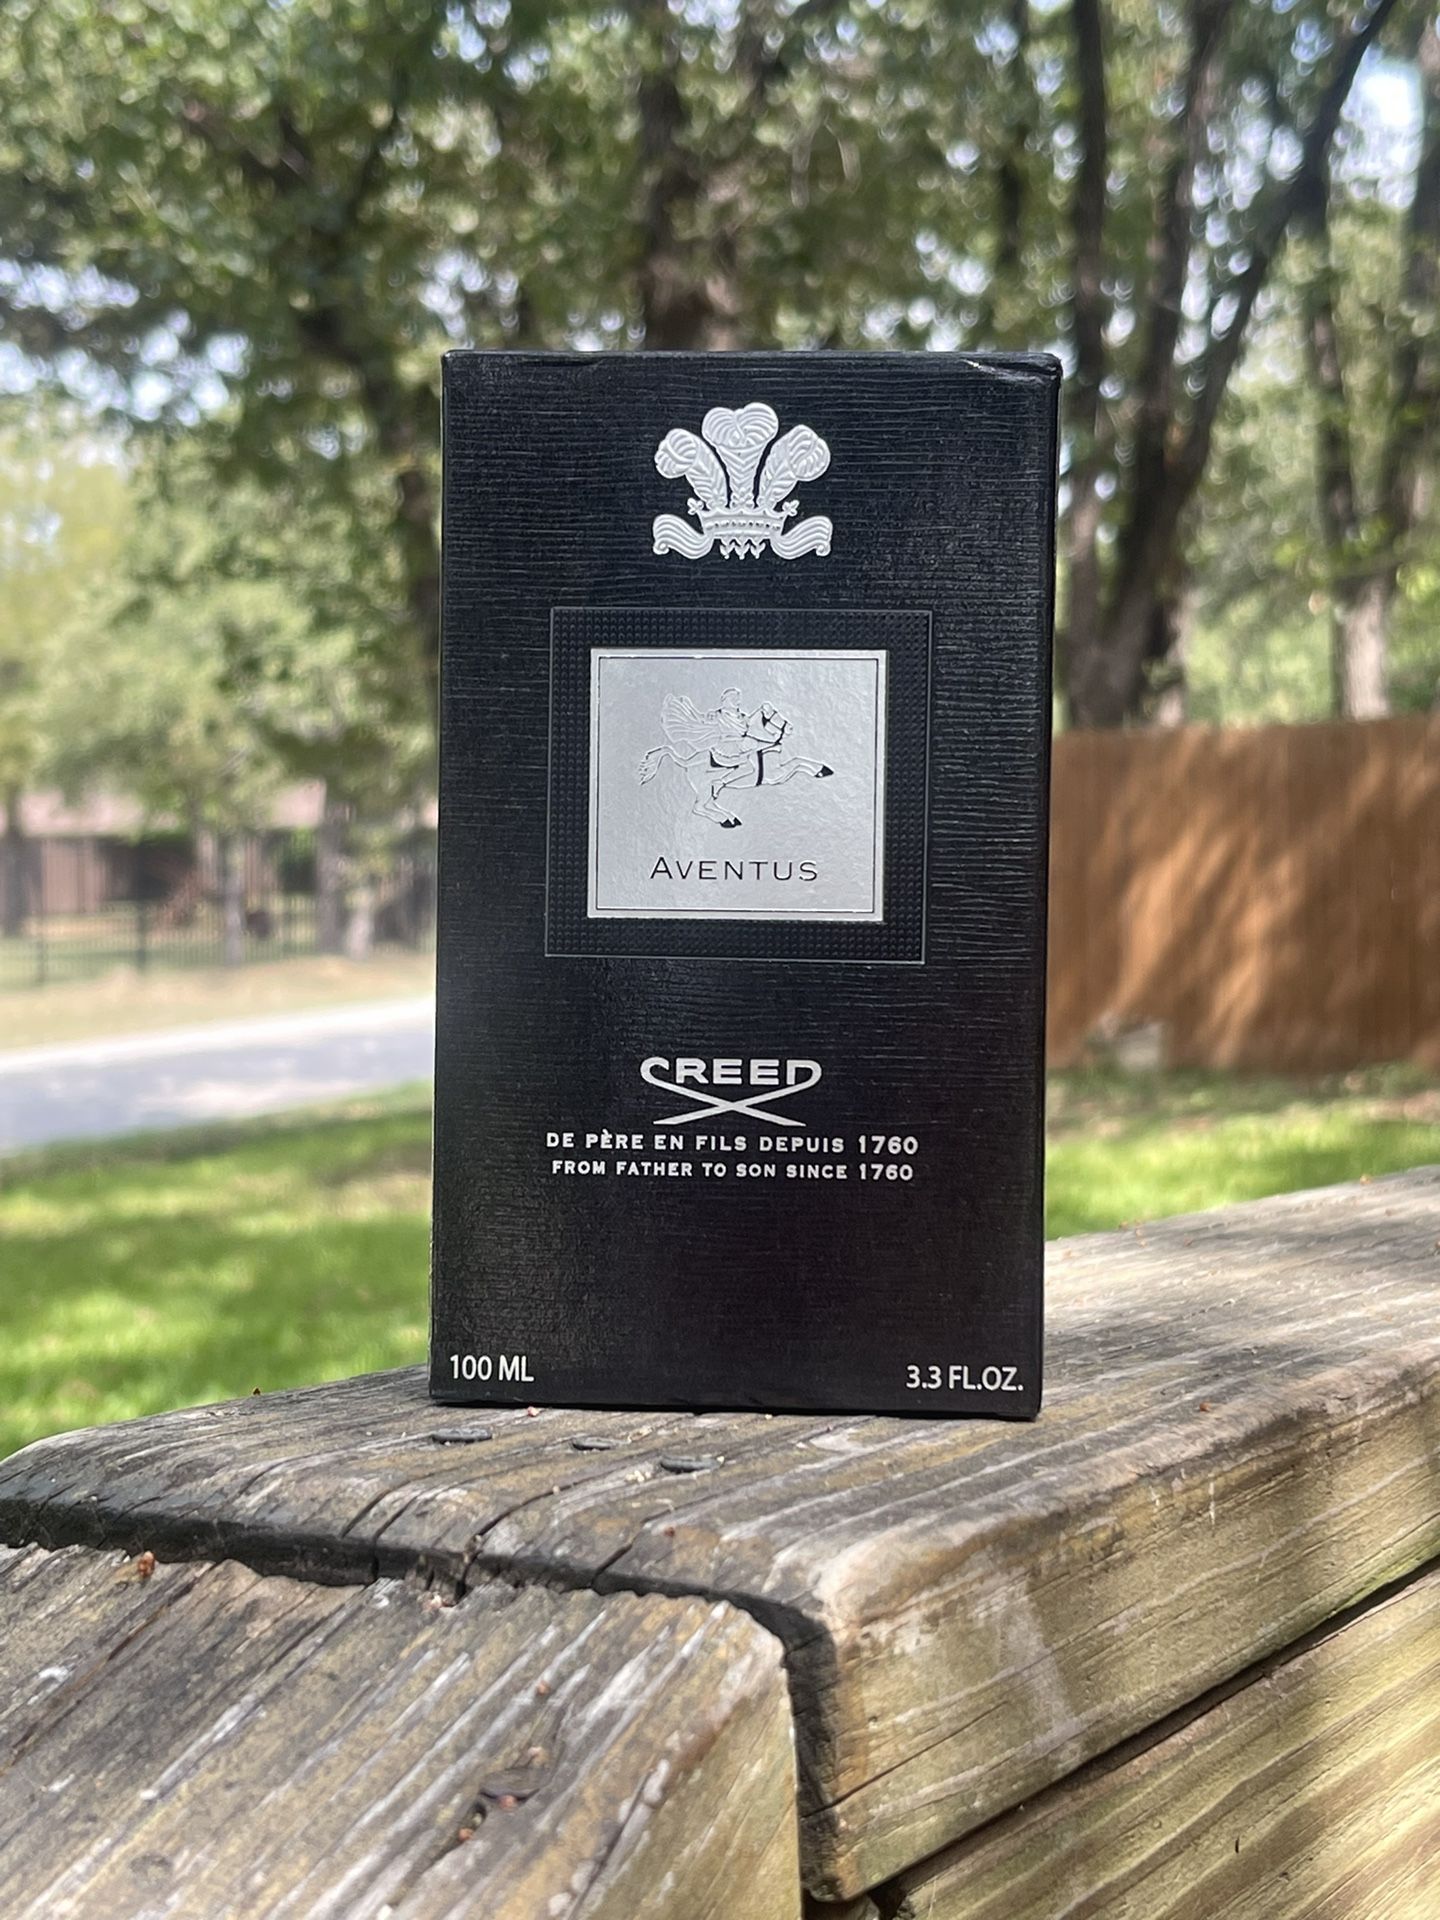 AVENTUS
CREED
DE PÈRE EN FILS DEPUIS 1760
FROM FATHER TO SON SINCE 1760
100 ML 3.3 FL.OZ.